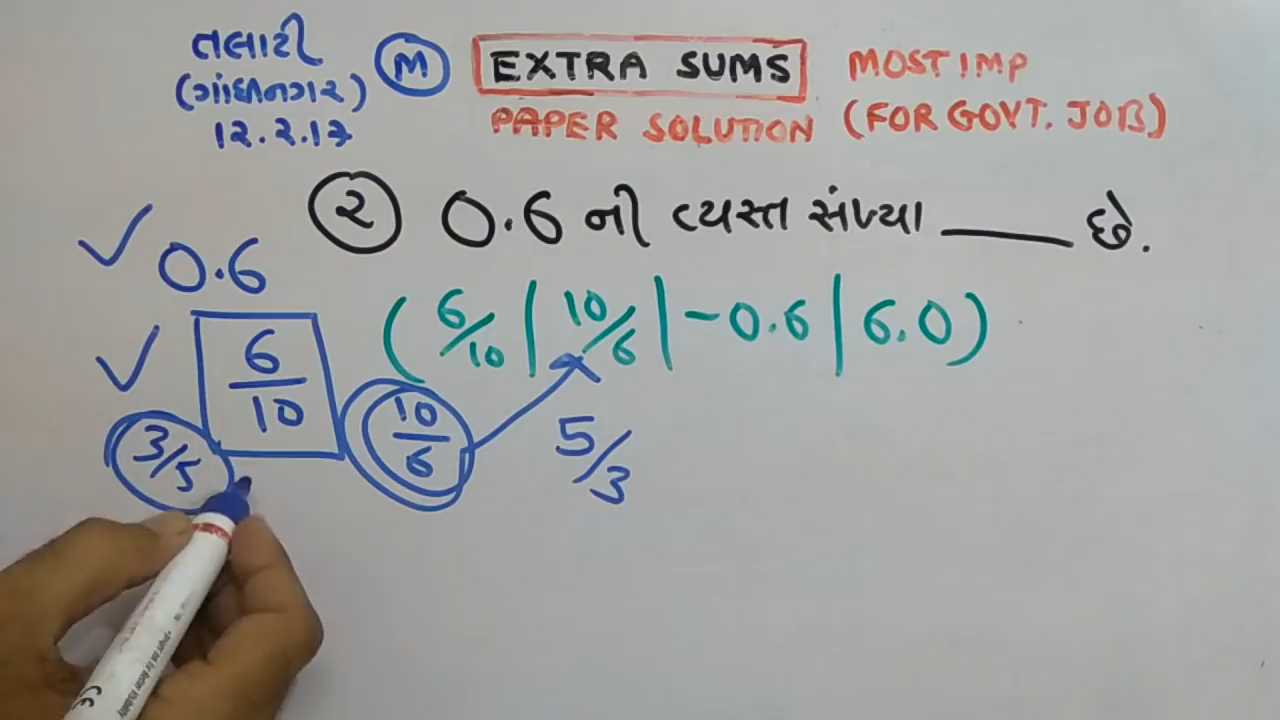 તલાટી
(ગાંધીનગર)
૧૨.૨.૧૭
M
EXTRA SUMS
PAPER SOLUTION
MOST IMP
(FOR GOVT. JOB)
૨ 0.6 ની વ્યસ્ત સંખ્યા ______ છે.
(6/10 | 10/6 | -0.6 | 6.0)
✓ 0.6
✓ 6/10
10/6
5/3
3/5